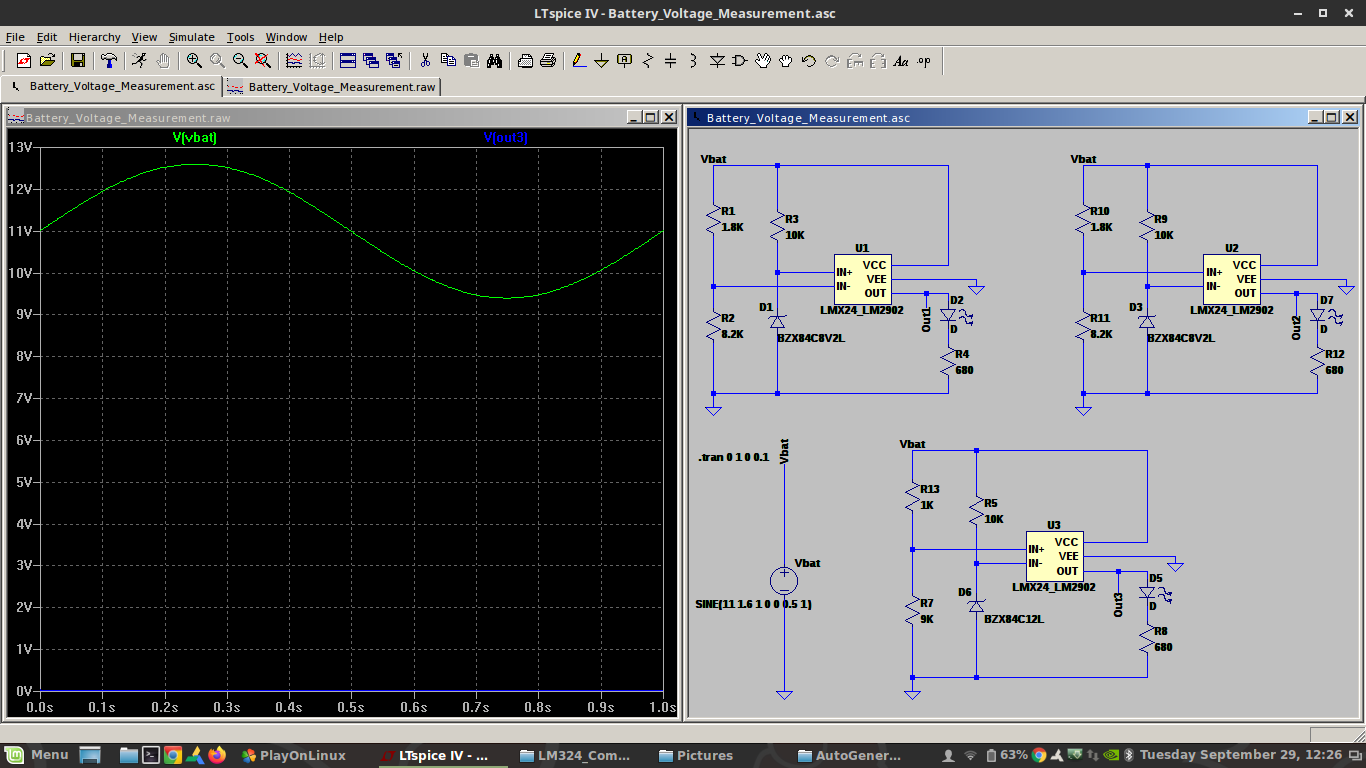 LTspice IV - Battery_Voltage_Measurement.asc
File Edit Hierarchy View Simulate Tools Window Help
Aa .op
Battery_Voltage_Measurement.asc
Battery_Voltage_Measurement.raw
Battery_Voltage_Measurement.raw
V(vbat) V(out3)
13V
12V
11V
10V
9V
8V
7V
6V
5V
4V
3V
2V
1V
0V
0.0s 0.1s 0.2s 0.3s 0.4s 0.5s 0.6s 0.7s 0.8s 0.9s 1.0s
Battery_Voltage_Measurement.asc
Vbat
R1
1.8K
R3
10K
U1
VCC
IN+
VEE
IN-
OUT
LMX24_LM2902
R2
8.2K
D1
BZX84C8V2L
Out1
D2
D
R4
680
Vbat
R10
1.8K
R9
10K
U2
VCC
IN+
VEE
IN-
OUT
LMX24_LM2902
R11
8.2K
D3
BZX84C8V2L
Out2
D7
D
R12
680
.tran 0 1 0 0.1
Vbat
Vbat
SINE(11 1.6 1 0 0 0.5 1)
Vbat
R13
1K
R5
10K
U3
VCC
IN+
VEE
IN-
OUT
LMX24_LM2902
R7
9K
D6
BZX84C12L
Out3
D5
D
R8
680
Menu
PlayOnLinux
LTspice IV - ...
LM324_Com...
Pictures
AutoGener...
63%
Tuesday September 29, 12:26